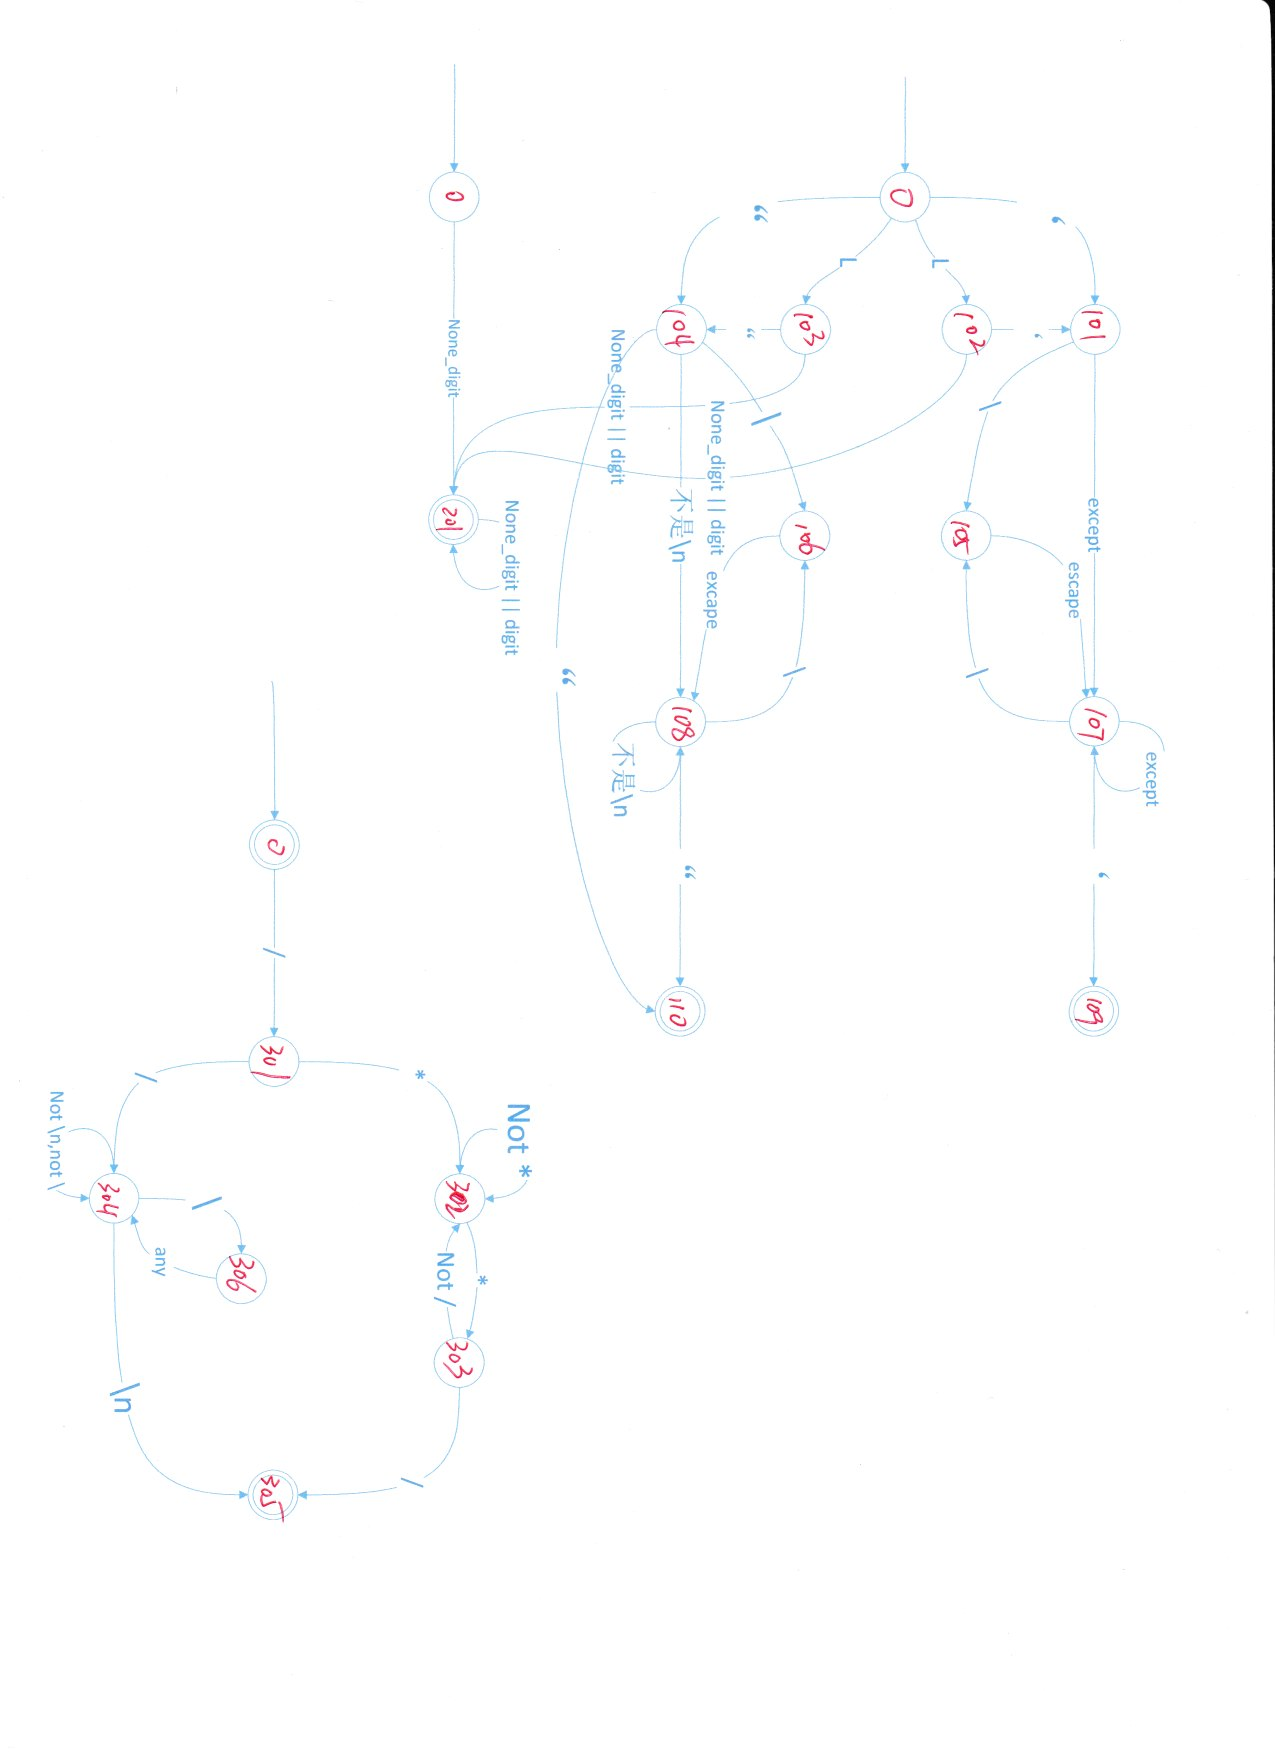 except
‘
101
except
107
‘
109
escape
‘
102
\
105
\
L
0
L
103
106
\
“
\
“
None_digit || digit
excape
104
不是\n
108
“
110
None_digit || digit
不是\n
“
None_digit || digit
Not *
*
0
None_digit
201
302
303
Not /
*
/
0
/
301
305
306
\
any
/
304
\n
Not \n,not \